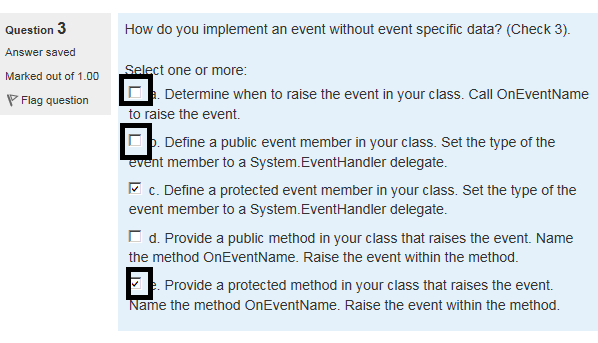 Question 3
Answer saved
Marked out of 1.00
Flag question
How do you implement an event without event specific data? (Check 3).
Select one or more:
a. Determine when to raise the event in your class. Call OnEventName
to raise the event.
b. Define a public event member in your class. Set the type of the
event member to a System.EventHandler delegate.
c. Define a protected event member in your class. Set the type of the
event member to a System.EventHandler delegate.
d. Provide a public method in your class that raises the event. Name
the method OnEventName. Raise the event within the method.
e. Provide a protected method in your class that raises the event.
Name the method OnEventName. Raise the event within the method.